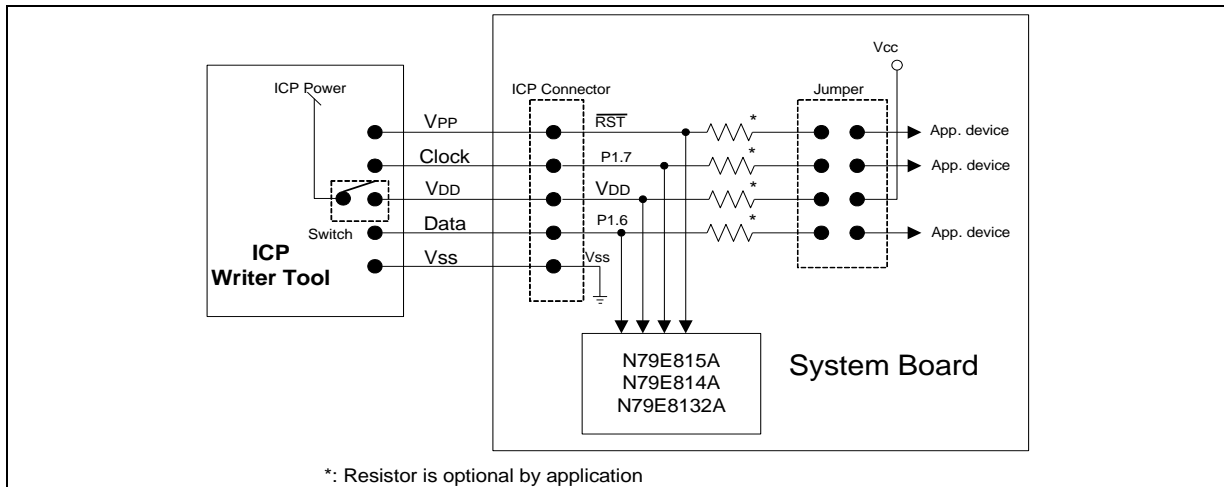 Vcc
ICP Power
ICP Connector
Jumper
VPP
RST
*
App. device
Clock
P1.7
*
App. device
VDD
VDD
*
Switch
Data
P1.6
*
App. device
ICP
Writer Tool
Vss
Vss
N79E815A
N79E814A
N79E8132A
System Board
*: Resistor is optional by application